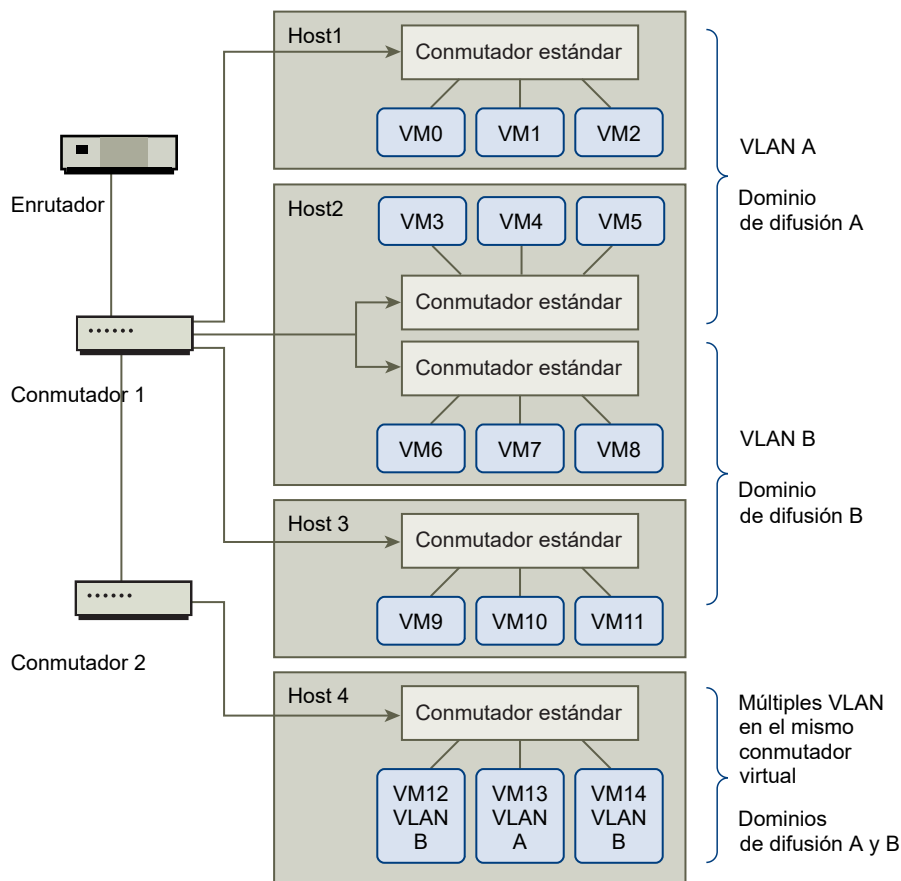 Host1
Conmutador estándar
VM0
VM1
VM2
VLAN A
Dominio
de difusión A
Enrutador
Host2
VM3
VM4
VM5
Conmutador estándar
Conmutador 1
Conmutador estándar
VM6
VM7
VM8
VLAN B
Dominio
de difusión B
Host 3
Conmutador estándar
VM9
VM10
VM11
Conmutador 2
Host 4
Conmutador estándar
VM12
VLAN
B
VM13
VLAN
A
VM14
VLAN
B
Múltiples VLAN
en el mismo
conmutador
virtual
Dominios
de difusión A y B